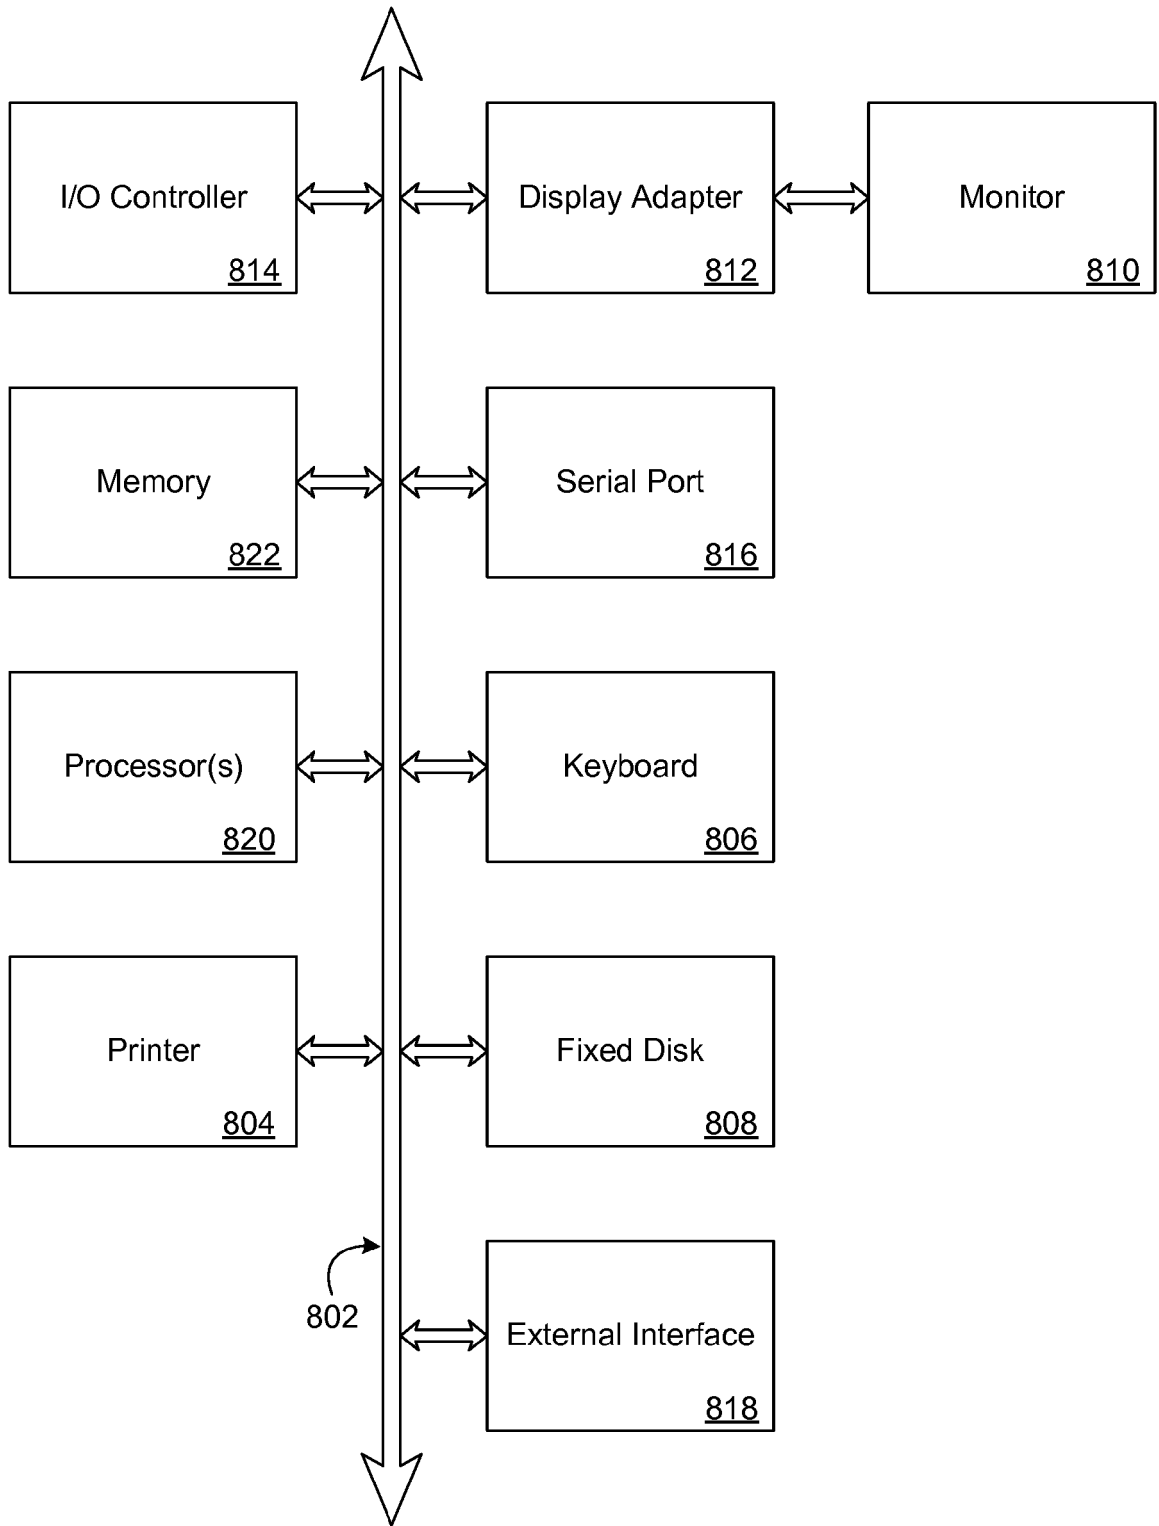 I/O Controller
814
Display Adapter
812
Monitor
810
Memory
822
Serial Port
816
Processor(s)
820
Keyboard
806
Printer
804
Fixed Disk
808
802
External Interface
818